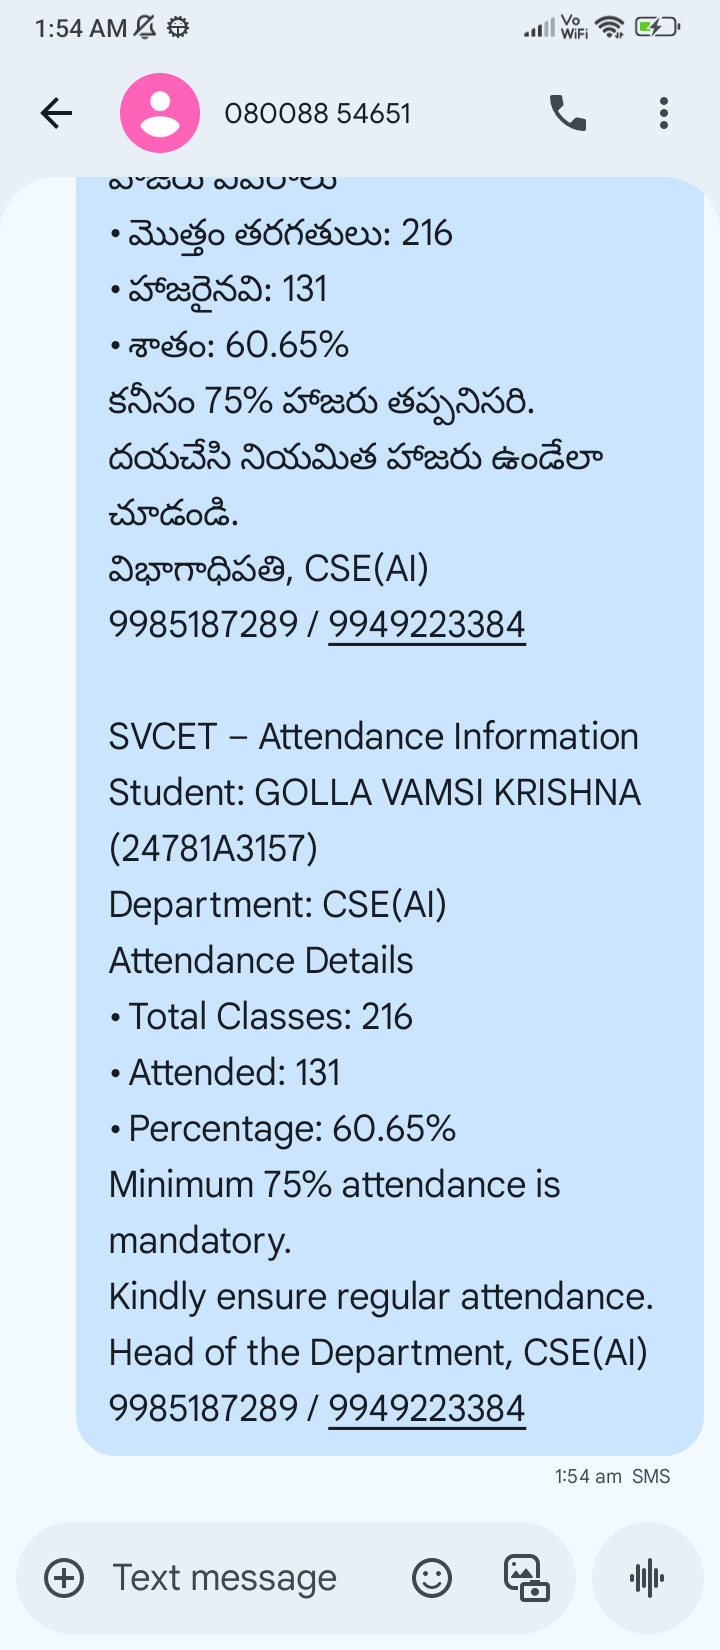 1:54 AM
Vo
WiFi
080088 54651
హాజరు వివరాలు
• మొత్తం తరగతులు: 216
• హాజరైనవి: 131
• శాతం: 60.65%
కనీసం 75% హాజరు తప్పనిసరి.
దయచేసి నియమిత హాజరు ఉండేలా
చూడండి.
విభాగాధిపతి, CSE(AI)
9985187289 / 9949223384
SVCET – Attendance Information
Student: GOLLA VAMSI KRISHNA
(24781A3157)
Department: CSE(AI)
Attendance Details
• Total Classes: 216
• Attended: 131
• Percentage: 60.65%
Minimum 75% attendance is
mandatory.
Kindly ensure regular attendance.
Head of the Department, CSE(AI)
9985187289 / 9949223384
1:54 am SMS
Text message